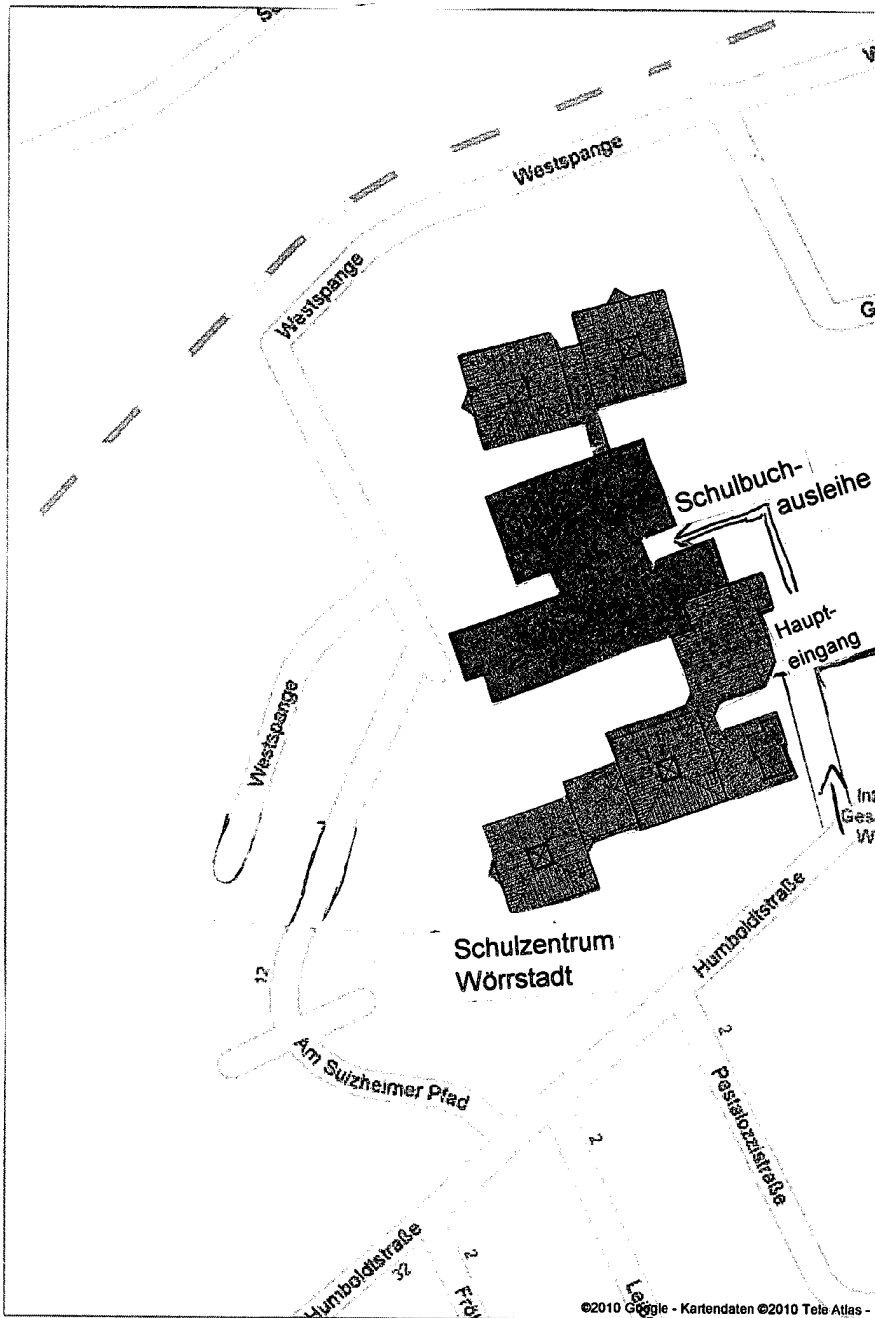 Westspange
Westspange
Schulbuch-
ausleihe
Haupt-
eingang
Westspange
Schulzentrum
Wörrstadt
Humboldtstraße
12
Am Sulzheimer Pfad
2
Pestalozzistraße
2
Humboldtstraße
32
2
©2010 Google - Kartendaten ©2010 Tele Atlas -